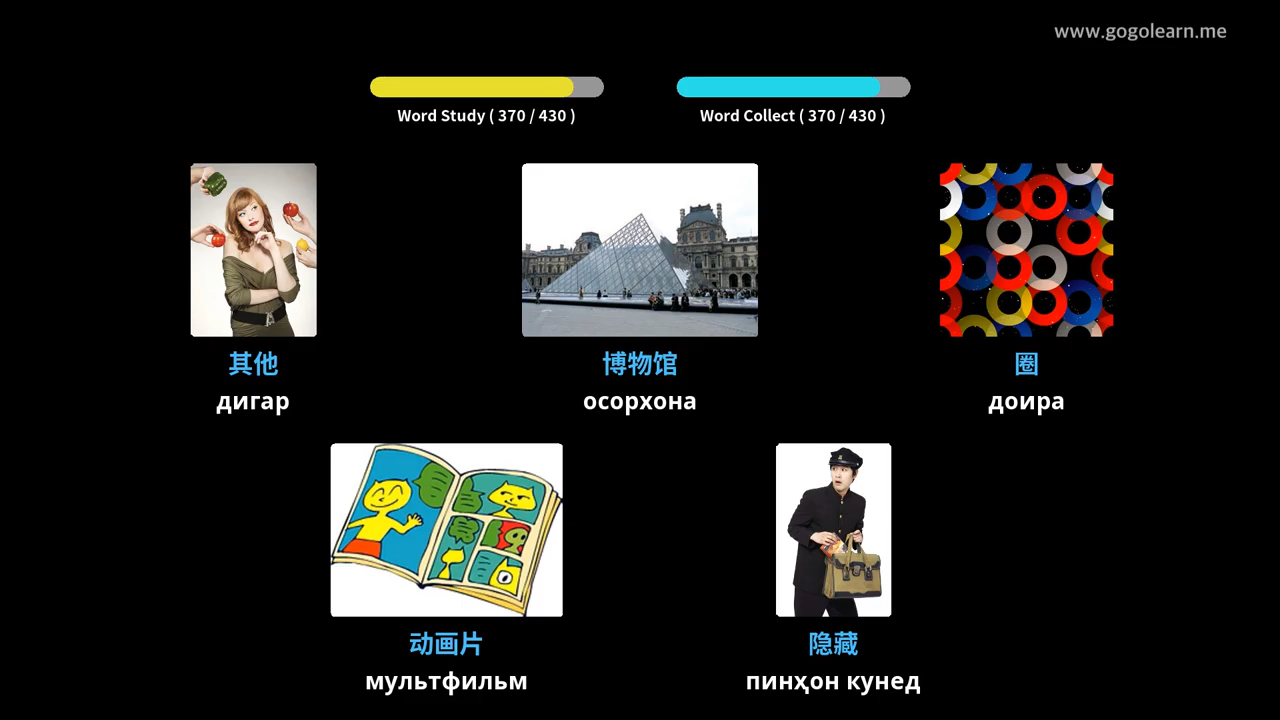 www.gogolearn.me
Word Study ( 370 / 430 )
Word Collect ( 370 / 430 )
其他
дигар
博物馆
осорхона
圈
доира
动画片
мультфильм
隐藏
пинҳон кунед